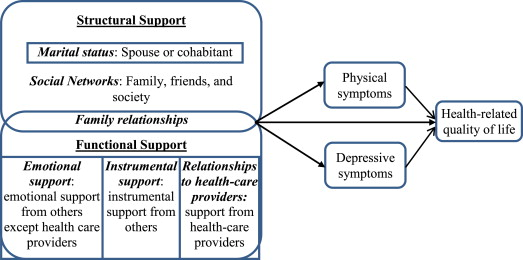 Structural Support
Marital status: Spouse or cohabitant
Social Networks: Family, friends, and
society
Family relationships
Functional Support
Emotional
support:
emotional support
from others
except health care
providers
Instrumental
support:
instrumental
support from
others
Relationships
to health-care
providers:
support from
health-care
providers
Physical
symptoms
Depressive
symptoms
Health-related
quality of life